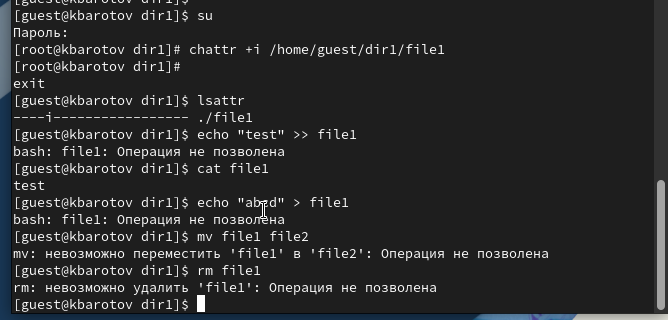 [guest@kbarotov dir1]$ su
Пароль:
[root@kbarotov dir1]# chattr +i /home/guest/dir1/file1
[root@kbarotov dir1]#
exit
[guest@kbarotov dir1]$ lsattr
----i----------------- ./file1
[guest@kbarotov dir1]$ echo "test" >> file1
bash: file1: Операция не позволена
[guest@kbarotov dir1]$ cat file1
test
[guest@kbarotov dir1]$ echo "abcd" > file1
bash: file1: Операция не позволена
[guest@kbarotov dir1]$ mv file1 file2
mv: невозможно переместить 'file1' в 'file2': Операция не позволена
[guest@kbarotov dir1]$ rm file1
rm: невозможно удалить 'file1': Операция не позволена
[guest@kbarotov dir1]$